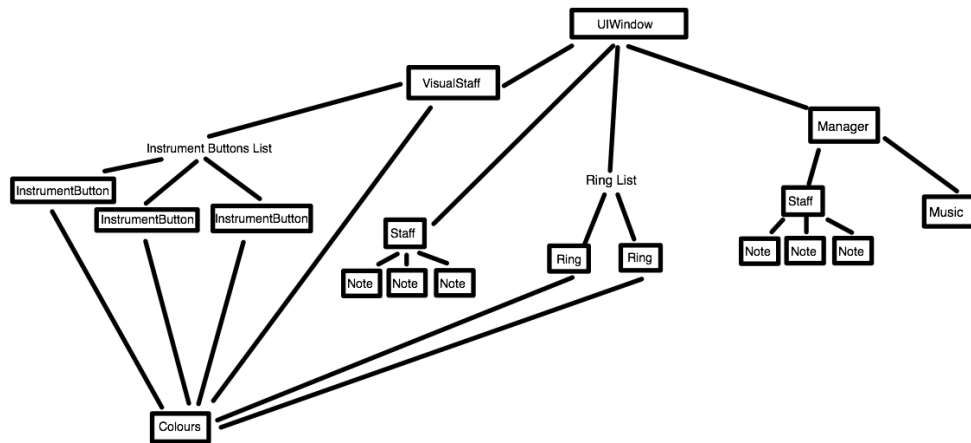 UIWindow
VisualStaff
Manager
Instrument Buttons List
Ring List
InstrumentButton
InstrumentButton
InstrumentButton
Staff
Music
Staff
Note
Note
Note
Ring
Ring
Note
Note
Note
Colours